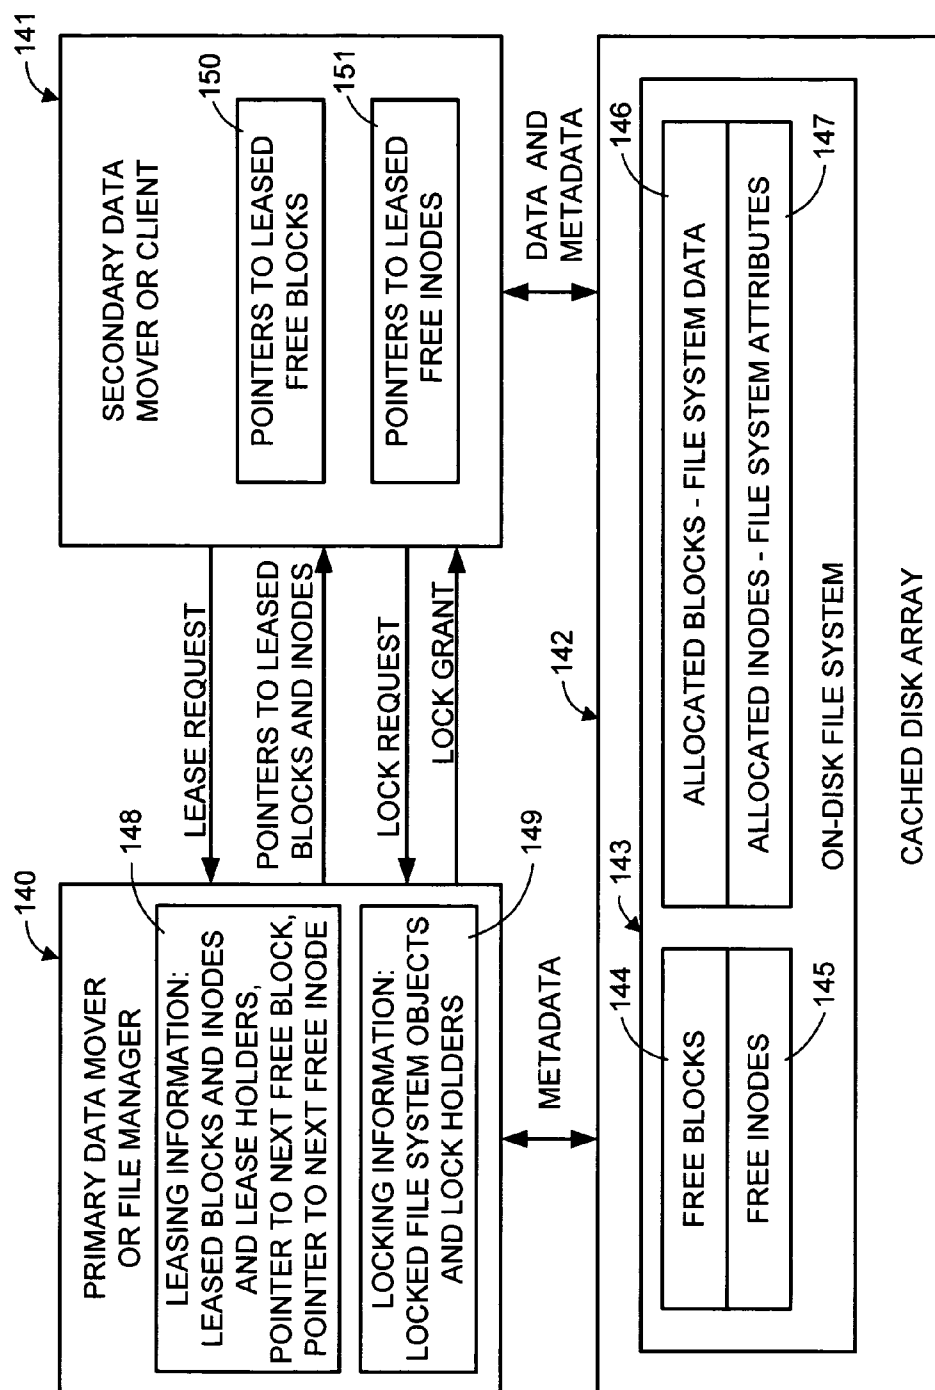 140
PRIMARY DATA MOVER
OR FILE MANAGER
148
LEASING INFORMATION:
LEASED BLOCKS AND INODES
AND LEASE HOLDERS,
POINTER TO NEXT FREE BLOCK,
POINTER TO NEXT FREE INODE
149
LOCKING INFORMATION:
LOCKED FILE SYSTEM OBJECTS
AND LOCK HOLDERS
LEASE REQUEST
POINTERS TO LEASED
BLOCKS AND INODES
LOCK REQUEST
LOCK GRANT
141
SECONDARY DATA
MOVER OR CLIENT
150
POINTERS TO LEASED
FREE BLOCKS
151
POINTERS TO LEASED
FREE INODES
METADATA
DATA AND
METADATA
142
143
144
FREE BLOCKS
FREE INODES
145
146
ALLOCATED BLOCKS - FILE SYSTEM DATA
ALLOCATED INODES - FILE SYSTEM ATTRIBUTES
147
ON-DISK FILE SYSTEM
CACHED DISK ARRAY